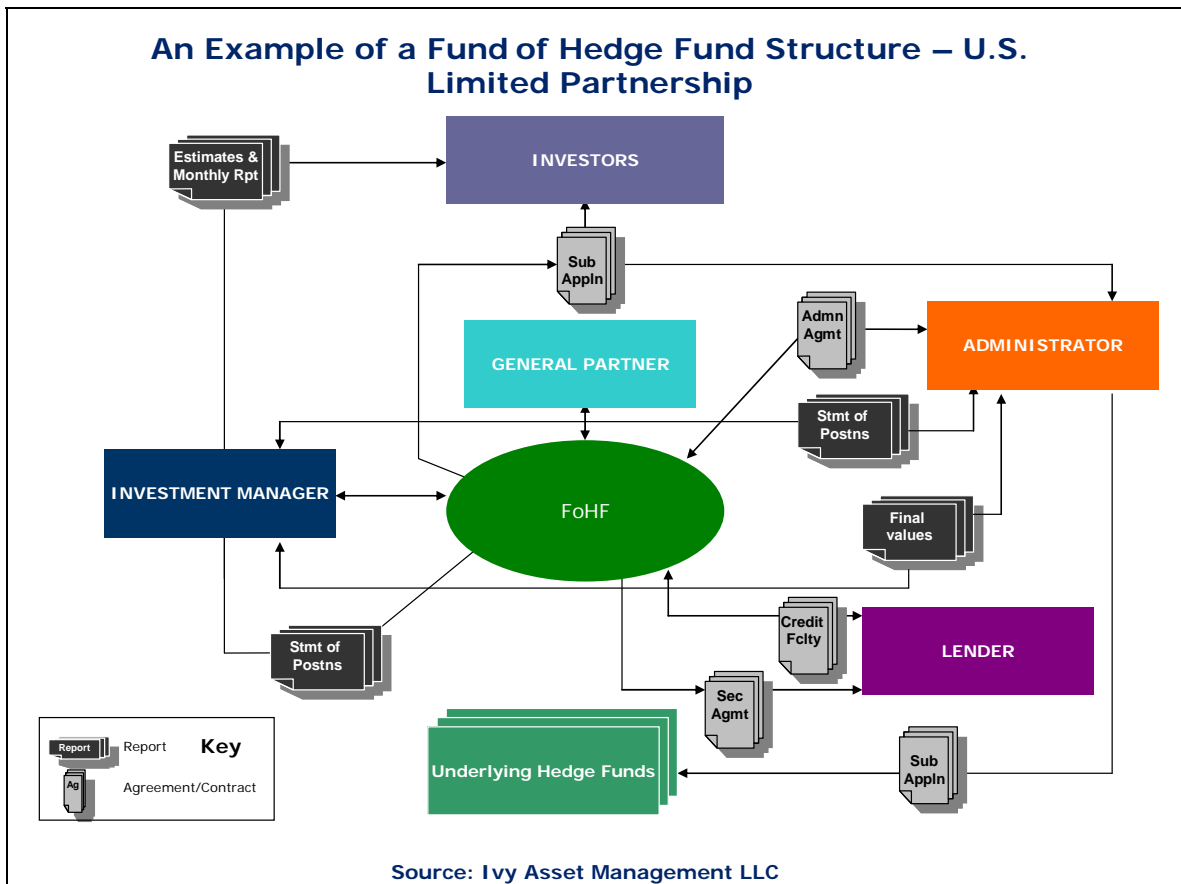 An Example of a Fund of Hedge Fund Structure – U.S.
Limited Partnership
Estimates &
Monthly Rpt
INVESTORS
Sub
Appln
Admn
Agmt
ADMINISTRATOR
GENERAL PARTNER
Stmt of
Postns
INVESTMENT MANAGER
FoHF
Final
values
Credit
Fclty
LENDER
Stmt of
Postns
Sec
Agmt
Underlying Hedge Funds
Sub
Appln
Report
Report
Key
Ag
Agreement/Contract
Source: Ivy Asset Management LLC